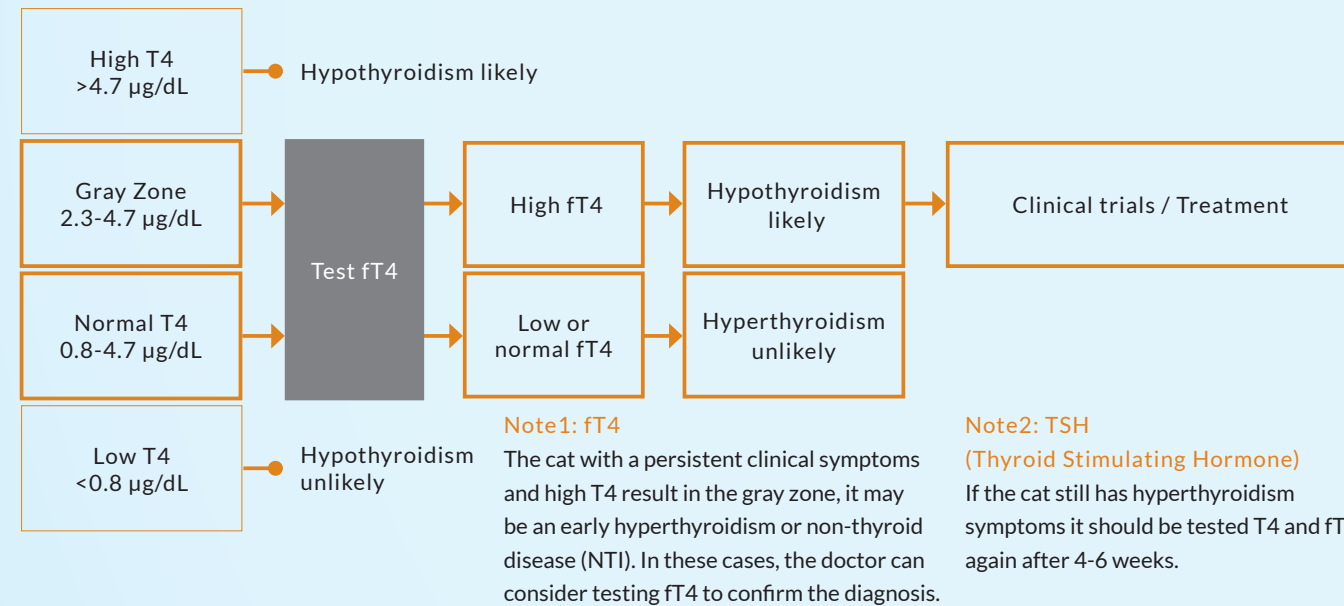 High T4
>4.7 µg/dL
Hypothyroidism likely
Gray Zone
2.3-4.7 µg/dL
Normal T4
0.8-4.7 µg/dL
Test fT4
High fT4
Hypothyroidism
likely
Clinical trials / Treatment
Low or
normal fT4
Hyperthyroidism
unlikely
Low T4
<0.8 µg/dL
Hypothyroidism
unlikely
Note1: fT4
The cat with a persistent clinical symptoms
and high T4 result in the gray zone, it may
be an early hyperthyroidism or non-thyroid
disease (NTI). In these cases, the doctor can
consider testing fT4 to confirm the diagnosis.
Note2: TSH
(Thyroid Stimulating Hormone)
If the cat still has hyperthyroidism
symptoms it should be tested T4 and
again after 4-6 weeks.